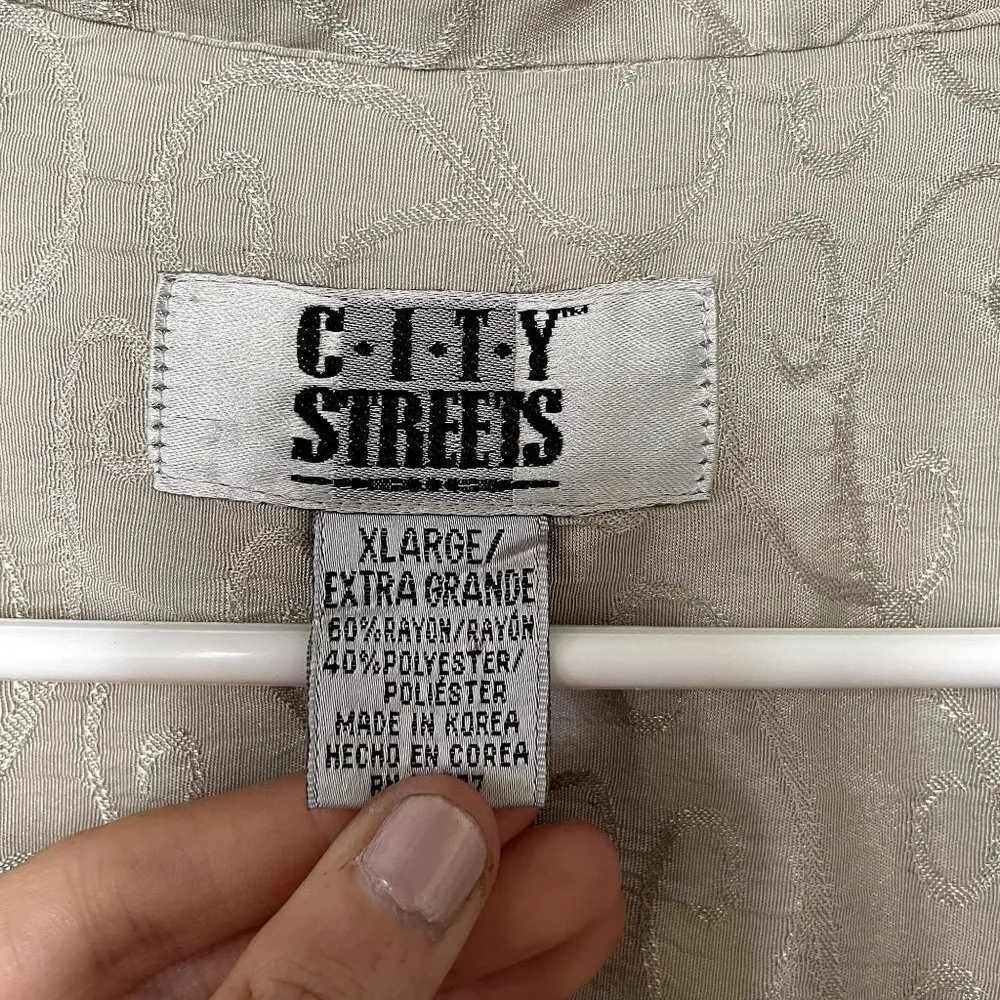 C·I·T·Y™
STREETS
XLARGE/
EXTRA GRANDE
60%RAYON/RAYÓN
40%POLYESTER/
POLIÉSTER
MADE IN KOREA
HECHO EN COREA